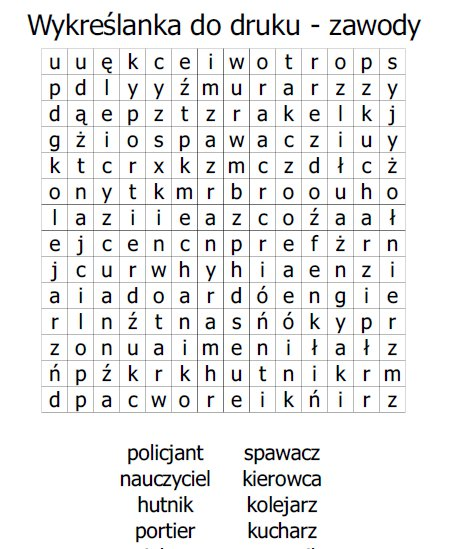 Wykreślanka do druku - zawody
u u ę k c e i w o t r o p s
p d l y y ź m u r a r z z y
d ą e p z t z r a k e l k j
g ż i o s p a w a c z i u y
k t c r x k z m c z d ł c ż
o n y t k m r b r o o u h o
l a z i i e a z c o ź a a ł
e j c e n c n p r e f ż r n
j c u r w h y h i a e n z i
a i a d o a r d ó e n g i e
r l n ź t n a s ń ó k y p r
z o n u a i m e n i ł a ł z
ń p ź k r k h u t n i k r m
d p a c w o r e i k ń i r z
policjant spawacz
nauczyciel kierowca
hutnik kolejarz
portier kucharz